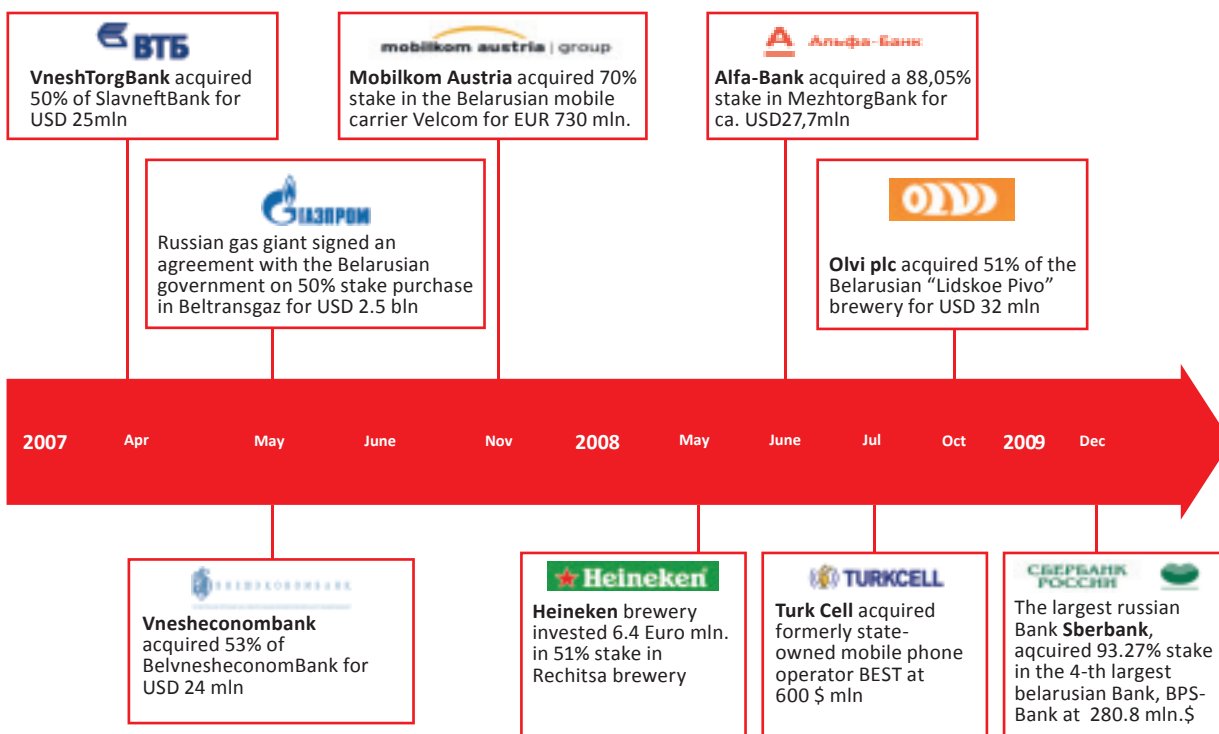 ВТБ
VneshTorgBank acquired
50% of SlavneftBank for
USD 25mln
mobilkom austria | group
Mobilkom Austria acquired 70%
stake in the Belarusian mobile
carrier Velcom for EUR 730 mln.
Альфа-Банк
Alfa-Bank acquired a 88,05%
stake in MezhtorgBank for
ca. USD27,7mln
ГАЗПРОМ
Russian gas giant signed an
agreement with the Belarusian
government on 50% stake purchase
in Beltransgaz for USD 2.5 bln
Olvi plc acquired 51% of the
Belarusian “Lidskoe Pivo”
brewery for USD 32 mln
2007 Apr May June Nov 2008 May June Jul Oct 2009 Dec
ВНЕШЭКОНОМБАНК
Vnesheconombank
acquired 53% of
BelvnesheconomBank for
USD 24 mln
Heineken
Heineken brewery
invested 6.4 Euro mln.
in 51% stake in
Rechitsa brewery
TURKCELL
Turk Cell acquired
formerly state-
owned mobile phone
operator BEST at
600 $ mln
СБЕРБАНК
РОССИИ
The largest russian
Bank Sberbank,
aqcuired 93.27% stake
in the 4-th largest
belarusian Bank, BPS-
Bank at 280.8 mln.$